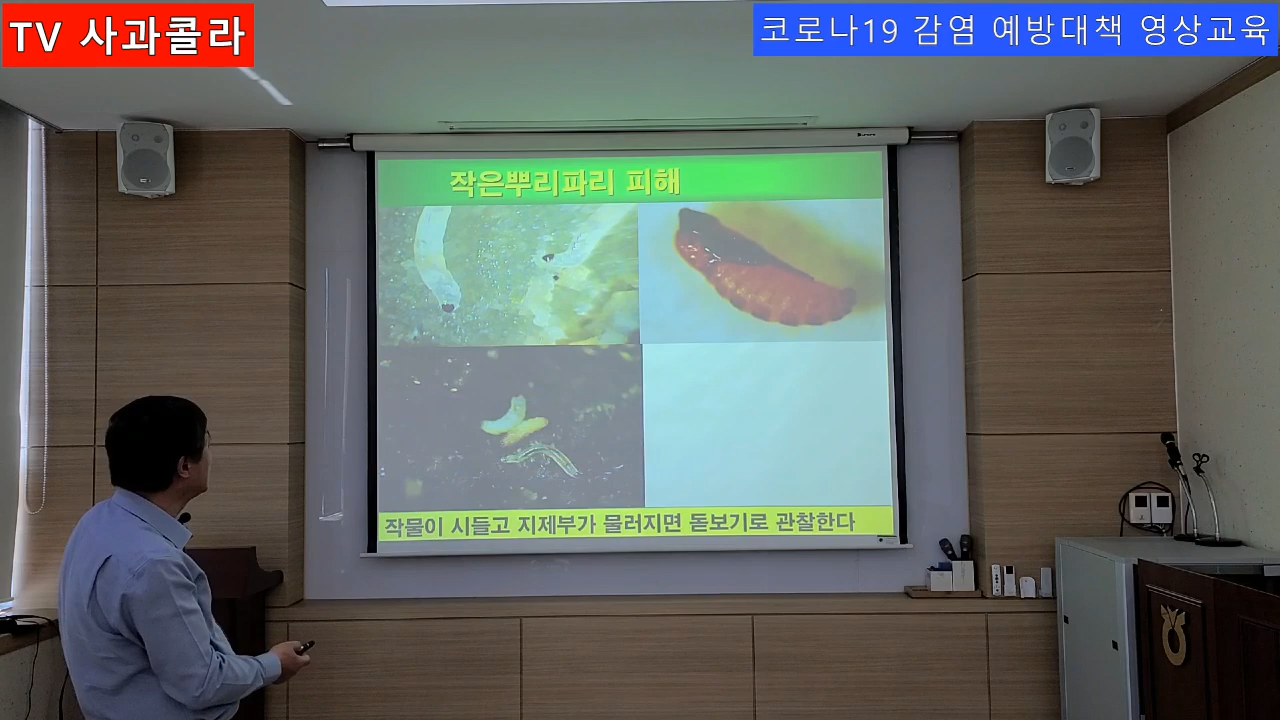 TV 사과콜라
코로나19 감염 예방대책 영상교육
작은뿌리파리 피해
작물이 시들고 지제부가 물러지면 돋보기로 관찰한다